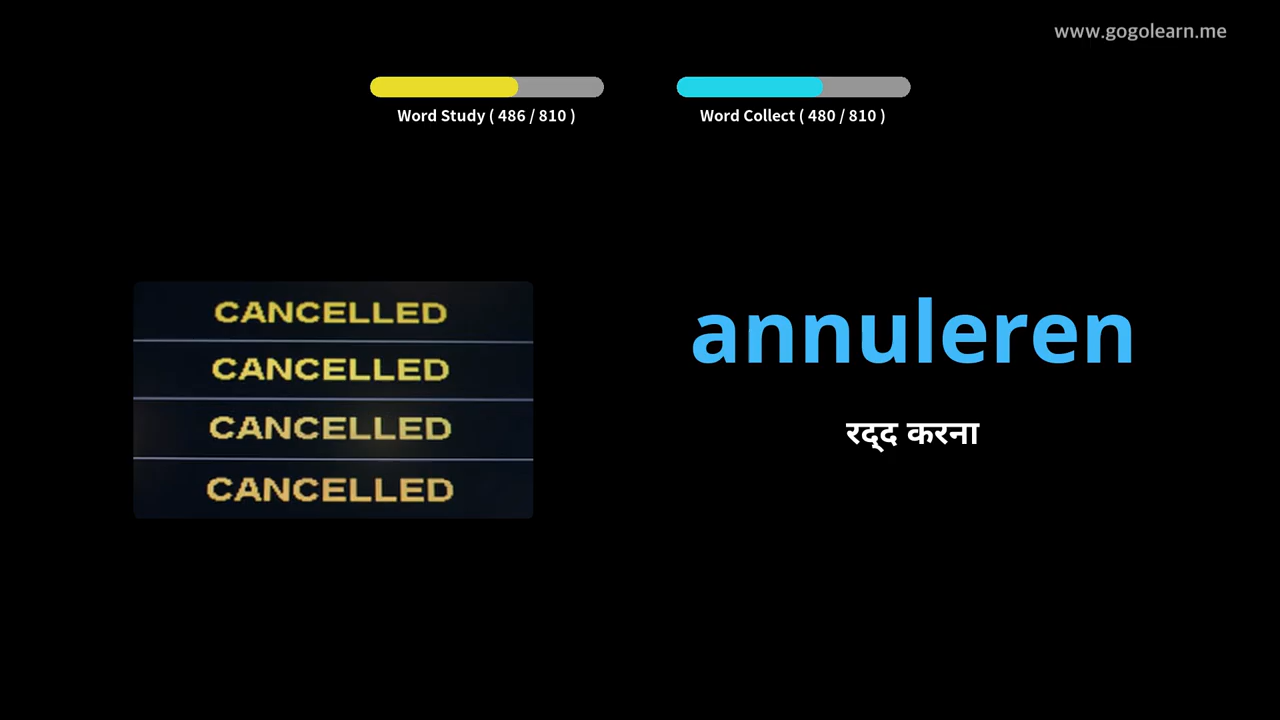 www.gogolearn.me
Word Study ( 486 / 810 )
Word Collect ( 480 / 810 )
CANCELLED
CANCELLED
CANCELLED
CANCELLED
annuleren
रद्द करना